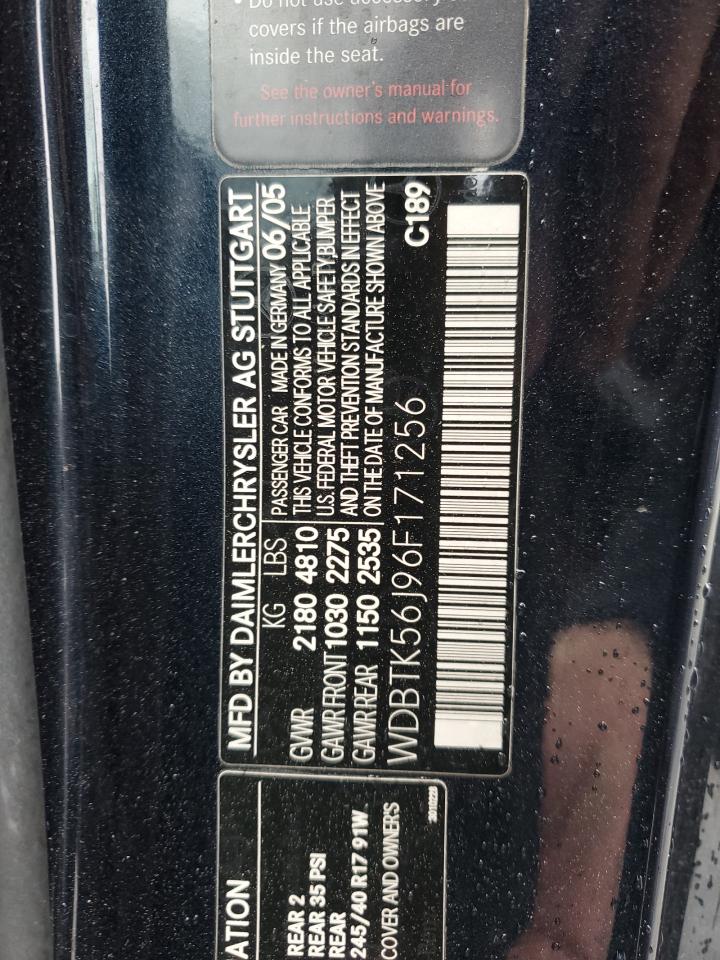 • Do not use accessory
covers if the airbags are
inside the seat.
See the owner's manual for
further instructions and warnings.
MFD BY DAIMLERCHRYSLER AG STUTTGART
KG LBS
GVWR 2180 4810
GAWR FRONT 1030 2275
GAWR REAR 1150 2535
PASSENGER CAR MADE IN GERMANY 06/05
THIS VEHICLE CONFORMS TO ALL APPLICABLE
U.S. FEDERAL MOTOR VEHICLE SAFETY, BUMPER
AND THEFT PREVENTION STANDARDS IN EFFECT
ON THE DATE OF MANUFACTURE SHOWN ABOVE
WDBTK56J96F171256
C189
ATION
REAR 2
REAR 35 PSI
REAR
245/40 R17 91W
COVER AND OWNERS